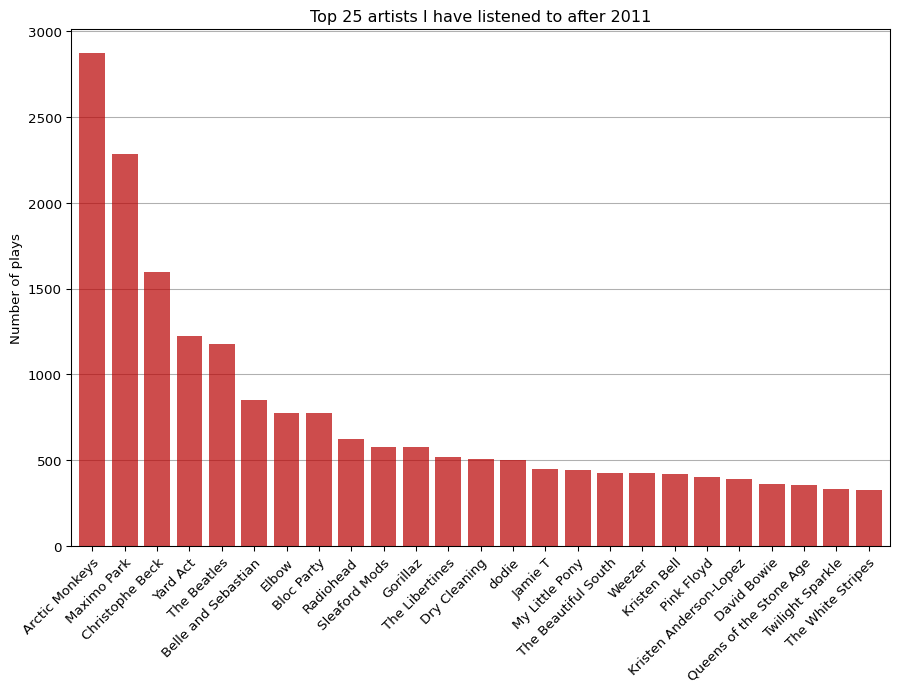 Top 25 artists I have listened to after 2011
Number of plays
3000
2500
2000
1500
1000
500
0
Arctic Monkeys
Maximo Park
Christophe Beck
Yard Act
The Beatles
Belle and Sebastian
Elbow
Bloc Party
Radiohead
Sleaford Mods
Gorillaz
The Libertines
Dry Cleaning
dodie
Jamie T
My Little Pony
The Beautiful South
Weezer
Kristen Bell
Pink Floyd
Kristen Anderson-Lopez
David Bowie
Queens of the Stone Age
Twilight Sparkle
The White Stripes